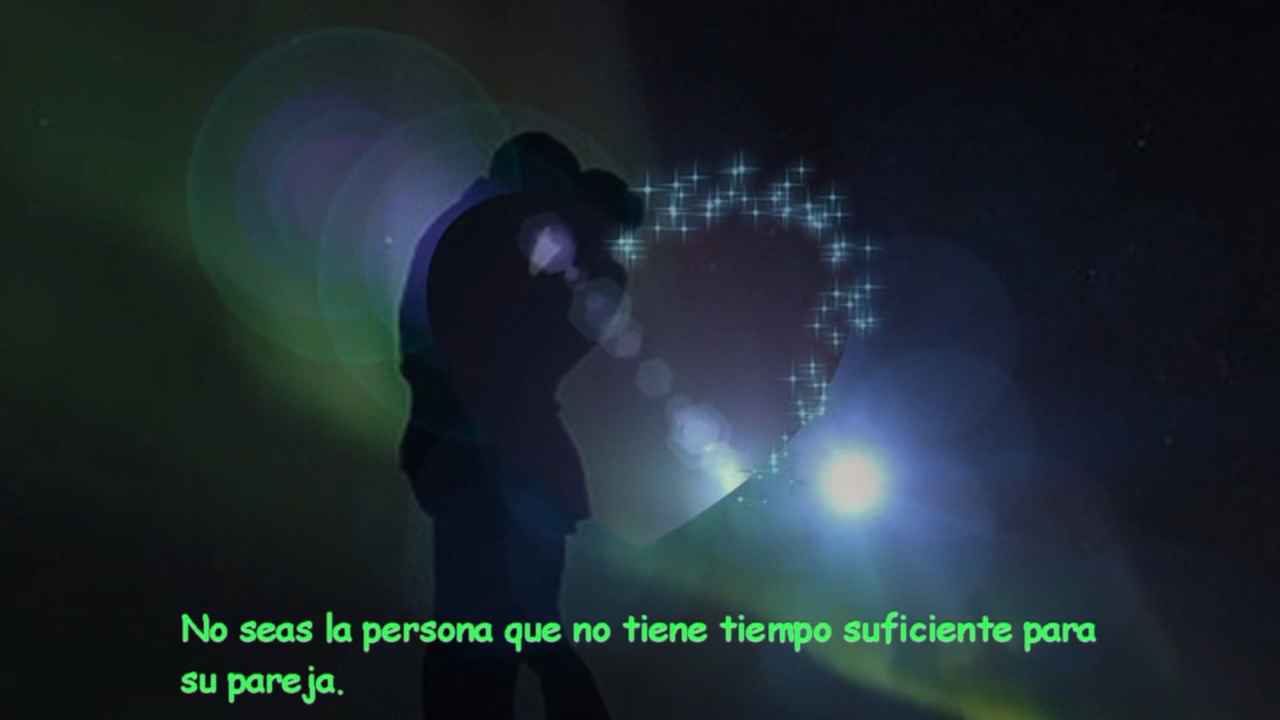 No seas la persona que no tiene tiempo suficiente para
su pareja.